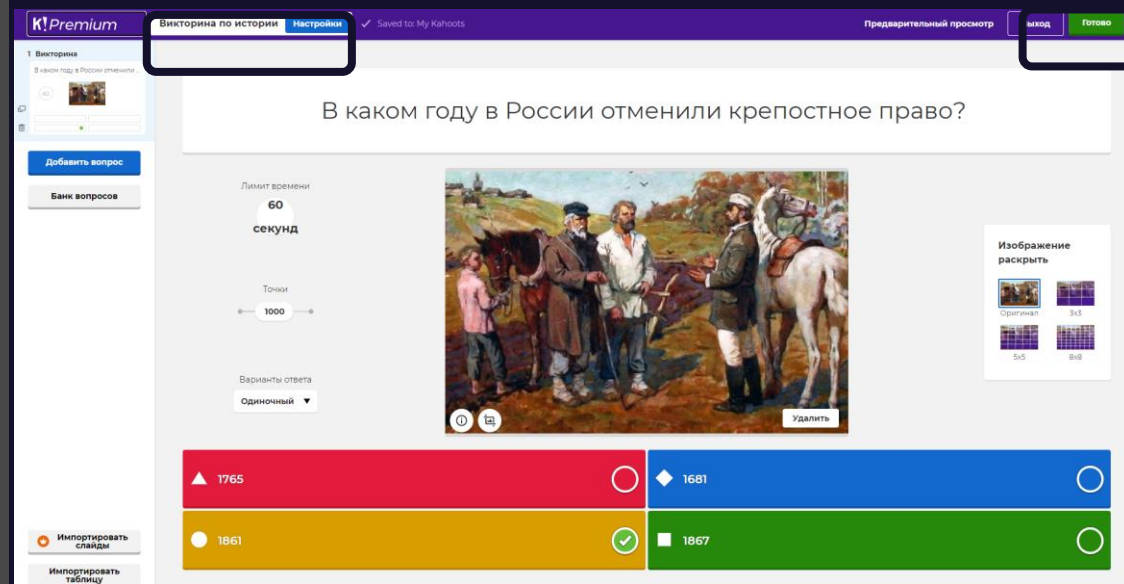 K! Premium
Викторина по истории
Настройки
✓ Saved to: My Kahoots
Предварительный просмотр
Выход
Готово
1 Викторина
В каком году в России отменили ...
60
В каком году в России отменили крепостное право?
Добавить вопрос
Банк вопросов
Лимит времени
60
секунд
Точки
1000
Варианты ответа
Одиночный
Удалить
Изображение
раскрыть
Оригинал
3x3
5x5
8x8
1765
1681
1861
1867
Импортировать
слайды
Импортировать
таблицу